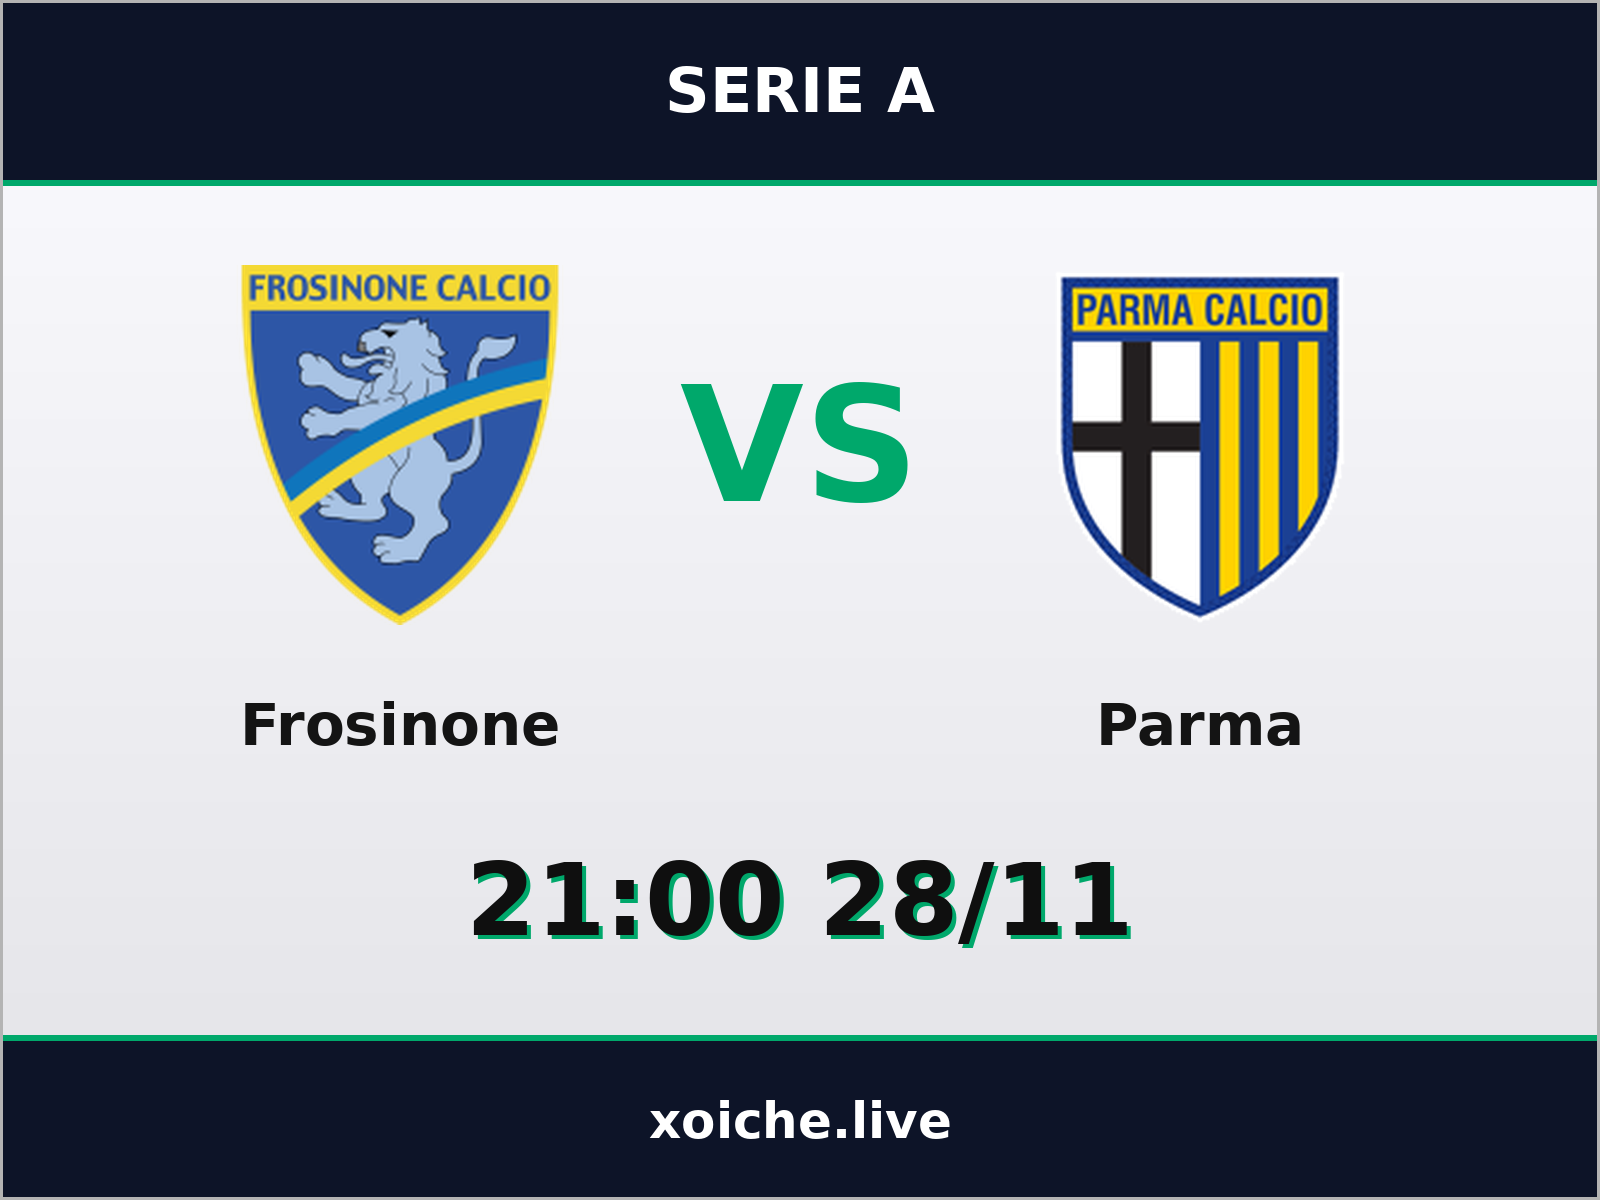 SERIE A
FROSINONE CALCIO
PARMA CALCIO
VS
Frosinone
Parma
21:00 28/11
xoiche.live